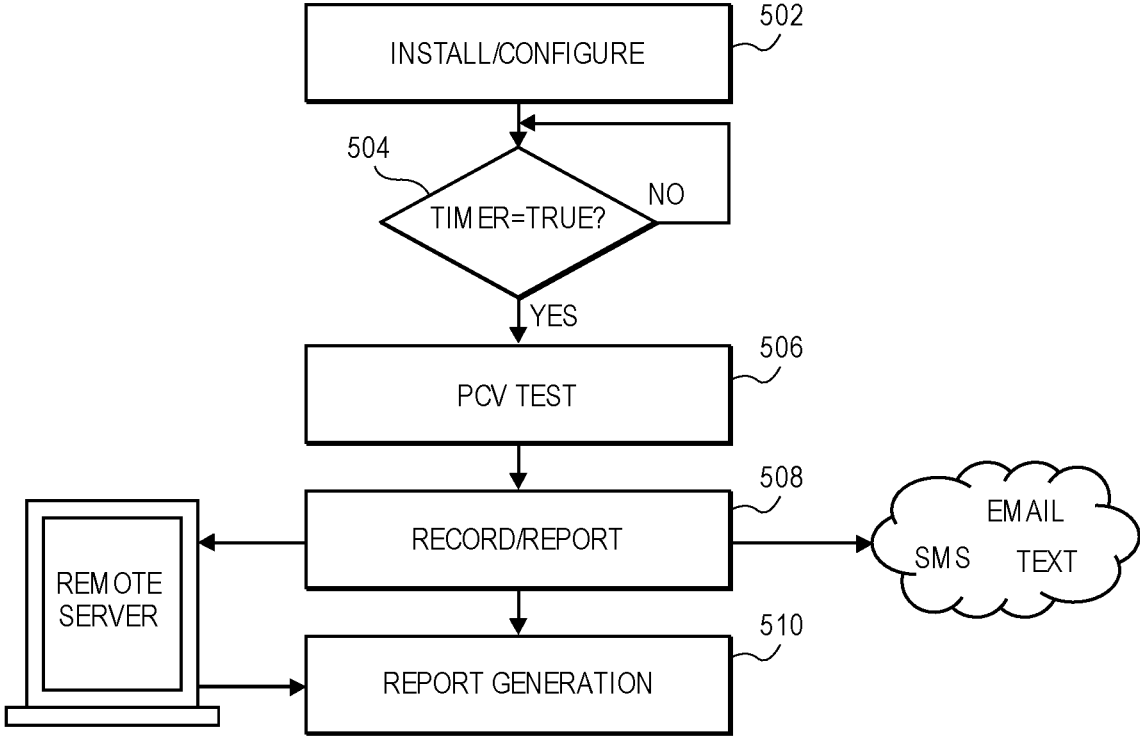 502
INSTALL/CONFIGURE
504
NO
TIMER=TRUE?
YES
506
PCV TEST
508
RECORD/REPORT
EMAIL
SMS
TEXT
REMOTE
SERVER
510
REPORT GENERATION